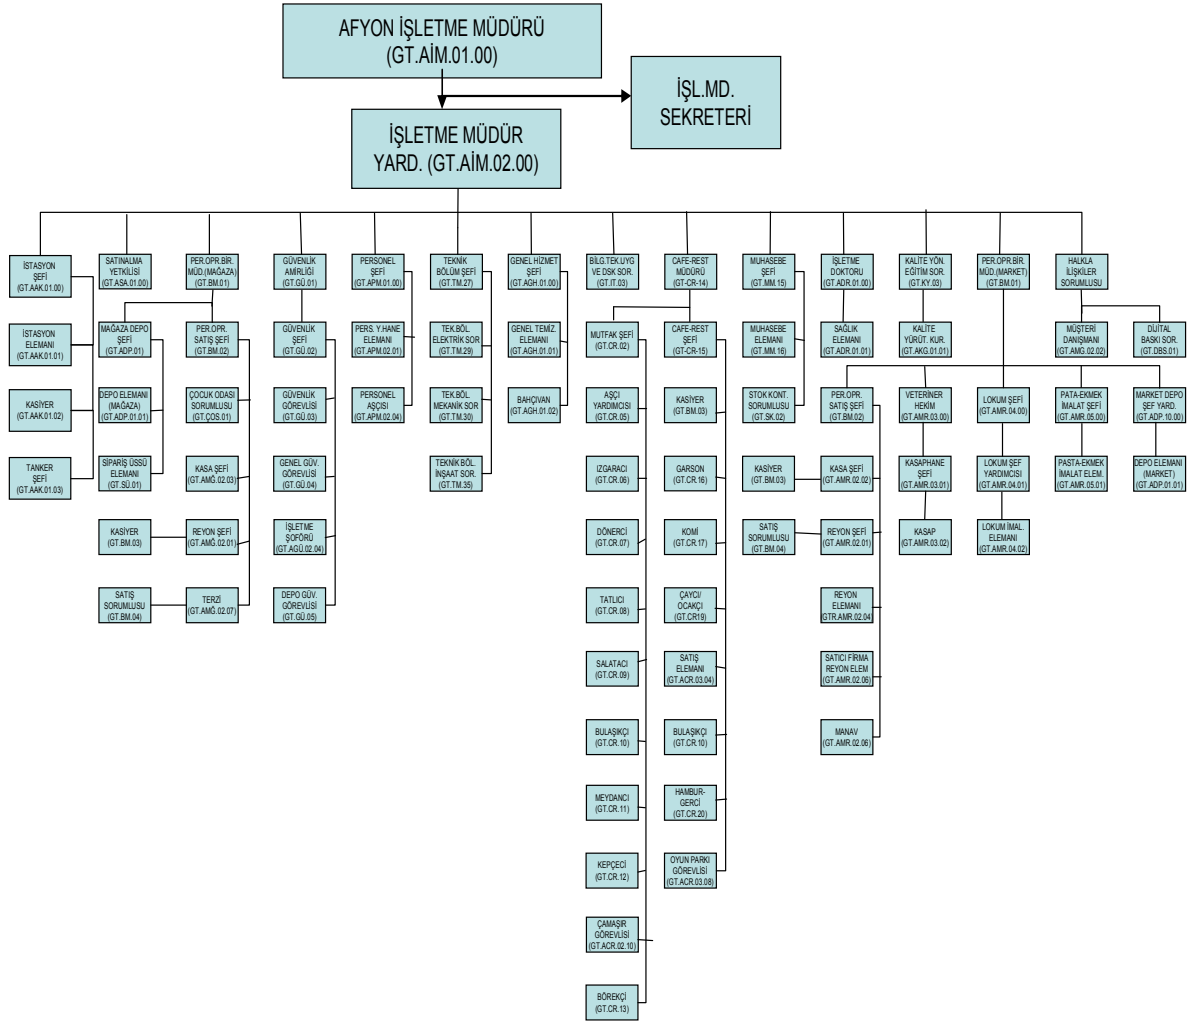 AFYON İŞLETME MÜDÜRÜ
(GT.AİM.01.00)
İŞL.MD.
SEKRETERİ
İŞLETME MÜDÜR
YARD. (GT.AİM.02.00)
İSTASYON
ŞEFİ
(GT.AAK.01.00)
SATINALMA
YETKİLİSİ
(GT.ASA.01.00)
PER.OPR.BİR.
MÜD.(MAĞAZA)
(GT.BM.01)
GÜVENLİK
AMİRLİĞİ
(GT.GÜ.01)
PERSONEL
ŞEFİ
(GT.APM.01.00)
TEKNİK
BÖLÜM ŞEFİ
(GT.TM.27)
GENEL HİZMET
ŞEFİ
(GT.AGH.01.00)
BİLG.TEK.UYG
VE DSK SOR.
(GT.IT.03)
CAFE-REST
MÜDÜRÜ
(GT-CR-14)
MUHASEBE
ŞEFİ
(GT.MM.15)
İŞLETME
DOKTORU
(GT.ADR.01.00)
KALİTE YÖN.
EĞİTİM SOR.
(GT.KY.03)
PER.OPR.BİR.
MÜD.(MARKET)
(GT.BM.01)
HALKLA
İLİŞKİLER
SORUMLUSU
İSTASYON
ELEMANI
(GT.AAK.01.01)
MAĞAZA DEPO
ŞEFİ
(GT.ADP.01)
PER.OPR.
SATIŞ ŞEFİ
(GT.BM.02)
GÜVENLİK
ŞEFİ
(GT.GÜ.02)
PERS. Y.HANE
ELEMANI
(GT.APM.02.01)
TEK.BÖL.
ELEKTRİK SOR
(GT.TM.29)
GENEL TEMİZ.
ELEMANI
(GT.AGH.01.01)
MUTFAK ŞEFİ
(GT.CR.02)
CAFE-REST
ŞEFİ
(GT-CR-15)
MUHASEBE
ELEMANI
(GT.MM.16)
SAĞLIK
ELEMANI
(GT.ADR.01.01)
KALİTE
YÜRÜT. KUR.
(GT.AKG.01.01)
MÜŞTERİ
DANIŞMANI
(GT.AMG.02.02)
DİJİTAL
BASKI SOR.
(GT.DBS.01)
KASİYER
(GT.AAK.01.02)
DEPO ELEMANI
(MAĞAZA)
(GT.ADP.01.01)
ÇOCUK ODASI
SORUMLUSU
(GT.ÇOS.01)
GÜVENLİK
GÖREVLİSİ
(GT.GÜ.03)
PERSONEL
AŞÇISI
(GT.APM.02.04)
TEK.BÖL.
MEKANİK SOR
(GT.TM.30)
BAHÇIVAN
(GT.AGH.01.02)
AŞÇI
YARDIMCISI
(GT.CR.05)
KASİYER
(GT.BM.03)
STOK KONT.
SORUMLUSU
(GT.SK.02)
PER.OPR.
SATIŞ ŞEFİ
(GT.BM.02)
VETERİNER
HEKİM
(GT.AMR.03.00)
LOKUM ŞEFİ
(GT.AMR.04.00)
PATA-EKMEK
İMALAT ŞEFİ
(GT.AMR.05.00)
MARKET DEPO
ŞEF YARD.
(GT.ADP.10.00)
TANKER
ŞEFİ
(GT.AAK.01.03)
SİPARİŞ ÜSSÜ
ELEMANI
(GT.SÜ.01)
KASA ŞEFİ
(GT.AMĞ.02.03)
GENEL GÜV.
GÖREVLİSİ
(GT.GÜ.04)
TEKNİK BÖL.
İNŞAAT SOR.
(GT.TM.35)
IZGARACI
(GT.CR.06)
GARSON
(GT.CR.16)
KASİYER
(GT.BM.03)
KASA ŞEFİ
(GT.AMR.02.02)
KASAPHANE
ŞEFİ
(GT.AMR.03.01)
LOKUM ŞEF
YARDIMCISI
(GT.AMR.04.01)
PASTA-EKMEK
İMALAT ELEM.
(GT.AMR.05.01)
DEPO ELEMANI
(MARKET)
(GT.ADP.01.01)
KASİYER
(GT.BM.03)
REYON ŞEFİ
(GT.AMĞ.02.01)
İŞLETME
ŞOFÖRÜ
(GT.AGÜ.02.04)
DÖNERCİ
(GT.CR.07)
KOMİ
(GT.CR.17)
SATIŞ
SORUMLUSU
(GT.BM.04)
REYON ŞEFİ
(GT.AMR.02.01)
KASAP
(GT.AMR.03.02)
LOKUM İMAL.
ELEMANI
(GT.AMR.04.02)
SATIŞ
SORUMLUSU
(GT.BM.04)
TERZİ
(GT.AMĞ.02.07)
DEPO GÜV.
GÖREVLİSİ
(GT.GÜ.05)
TATLICI
(GT.CR.08)
ÇAYCI/
OCAKÇI
(GT.CR19)
REYON
ELEMANI
(GTR.AMR.02.04)
SALATACI
(GT.CR.09)
SATIŞ
ELEMANI
(GT.ACR.03.04)
SATICI FİRMA
REYON ELEM
(GT.AMR.02.06)
BULAŞIKÇI
(GT.CR.10)
BULAŞIKÇI
(GT.CR.10)
MANAV
(GT.AMR.02.06)
MEYDANCI
(GT.CR.11)
HAMBUR-
GERCİ
(GT.CR.20)
KEPÇECİ
(GT.CR.12)
OYUN PARKI
GÖREVLİSİ
(GT.ACR.03.08)
ÇAMAŞIR
GÖREVLİSİ
(GT.ACR.02.10)
BÖREKÇİ
(GT.CR.13)